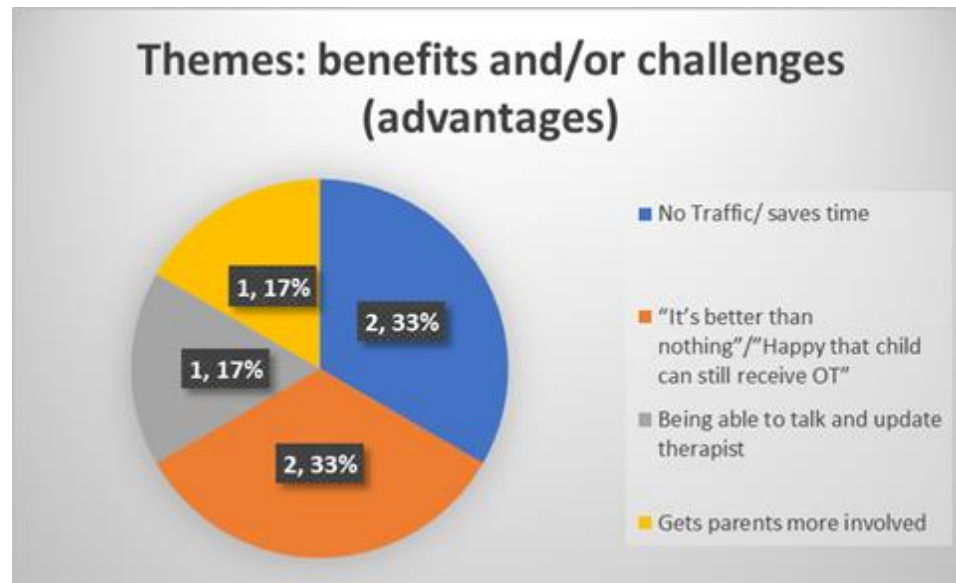 Themes: benefits and/or challenges
(advantages)
1, 17%
2, 33%
1, 17%
2, 33%
No Traffic/ saves time
“It’s better than
nothing”/”Happy that child
can still receive OT”
Being able to talk and update
therapist
Gets parents more involved